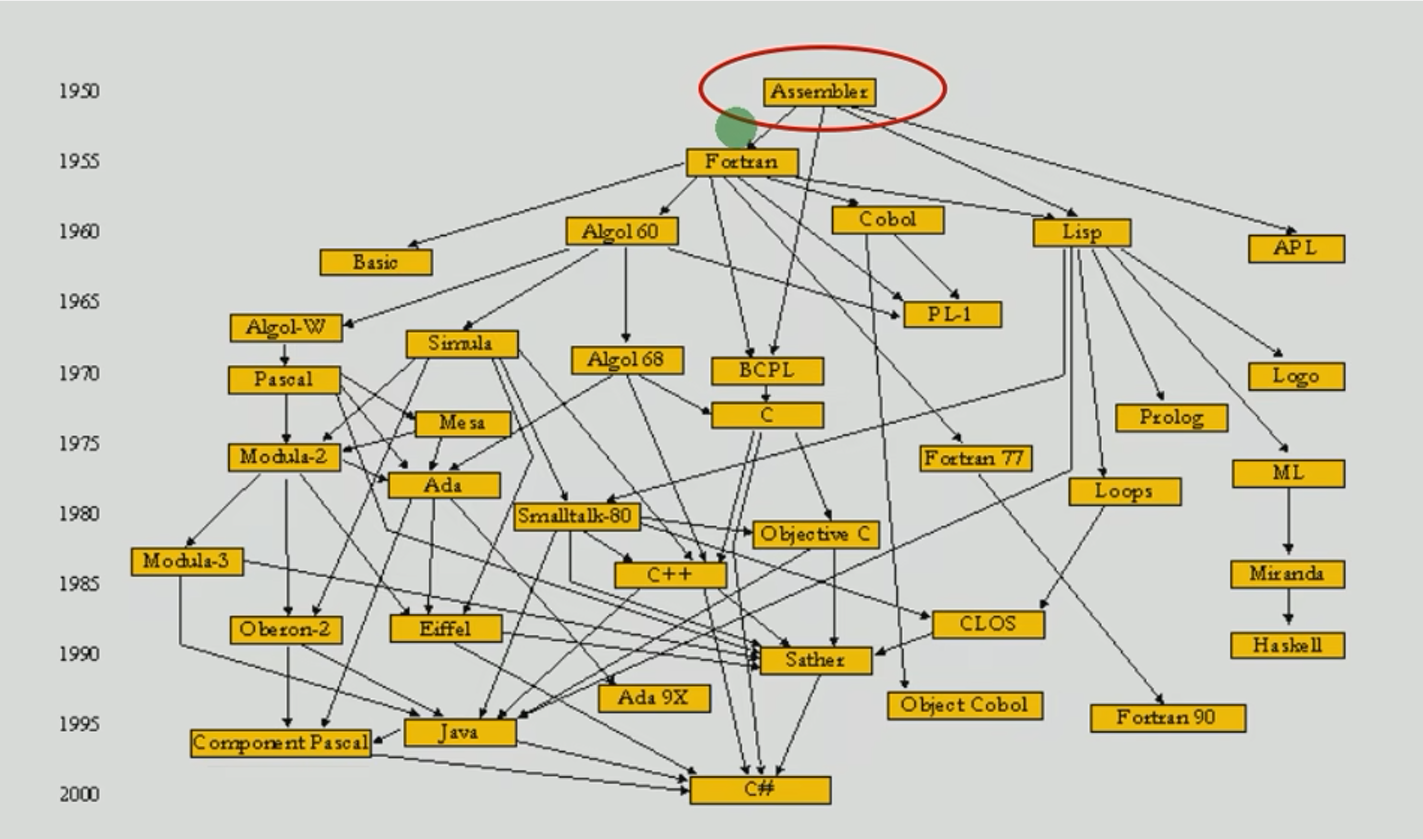 1950
Assembler
1955
Fortran
1960
Algol 60
Cobol
Lisp
APL
Basic
1965
Algol-W
PL-1
Simula
Algol 68
1970
Pascal
BCPL
Logo
C
Prolog
Mesa
1975
Modula-2
Fortran 77
ML
Ada
Loops
1980
Smalltalk-80
Objective C
Modula-3
C++
Miranda
1985
Oberon-2
Eiffel
CLOS
Haskell
1990
Sather
Ada 9X
Object Cobol
Fortran 90
1995
Java
Component Pascal
C#
2000